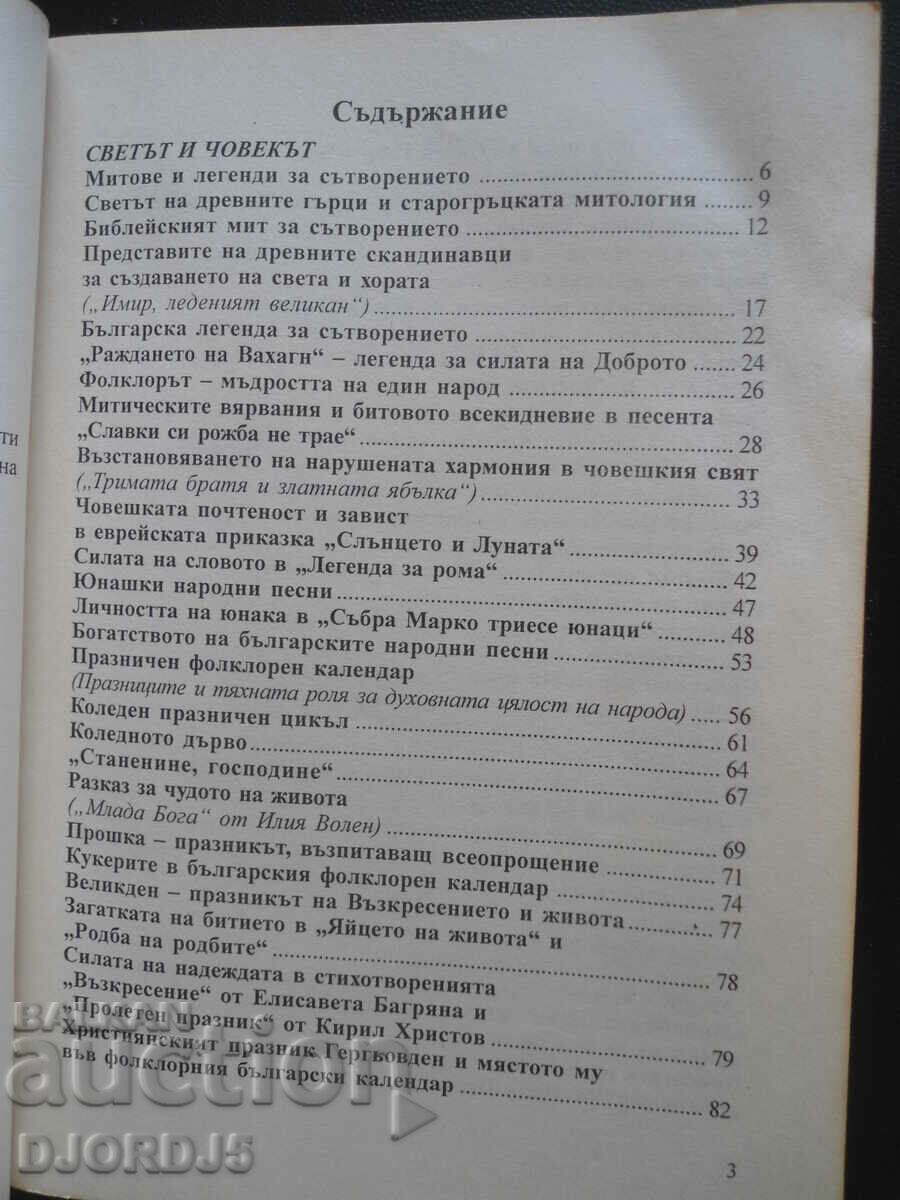 Съдържание
СВЕТЪТ И ЧОВЕКЪТ
Митове и легенди за сътворението ........ 6
Светът на древните гърци и старогръцката митология ........ 9
Библейският мит за сътворението ........ 12
Представите на древните скандинавци
за създаването на света и хората
(„Имир, леденият великан“) ........ 17
Българска легенда за сътворението ........ 22
„Раждането на Вахагн“ – легенда за силата на Доброто ........ 24
Фолклорът – мъдростта на един народ ........ 26
Митическите вярвания и битовото всекидневие в песента
„Славки си рожба не трае“ ........ 28
Възстановяването на нарушената хармония в човешкия свят
(„Тримата братя и златната ябълка“) ........ 33
Човешката почтеност и завист
в еврейската приказка „Слънцето и Луната“ ........ 39
Силата на словото в „Легенда за рома“ ........ 42
Юнашки народни песни ........ 47
Личността на юнака в „Събра Марко триесе юнаци“ ........ 48
Богатството на българските народни песни ........ 53
Празничен фолклорен календар
(Празниците и тяхната роля за духовната цялост на народа) ..... 56
Коледен празничен цикъл ........ 61
Коледното дърво ........ 64
„Станенине, господине“ ........ 67
Разказ за чудото на живота
(„Млада Бога“ от Илия Волен) ........ 69
Прошка – празникът, възпитаващ всеопрощение ........ 71
Кукерите в българския фолклорен календар ........ 74
Великден – празникът на Възкресението и живота ........ 77
Загатката на битието в „Яйцето на живота“ и
„Родба на родбите“ ........ 78
Силата на надеждата в стихотворенията
„Възкресение“ от Елисавета Багряна и
„Пролетен празник“ от Кирил Христов ........ 79
Християнският празник Гергьовден и мястото му
във фолклорния български календар ........ 82
3
ти
на
BALKAN
auction
DJORDJ5